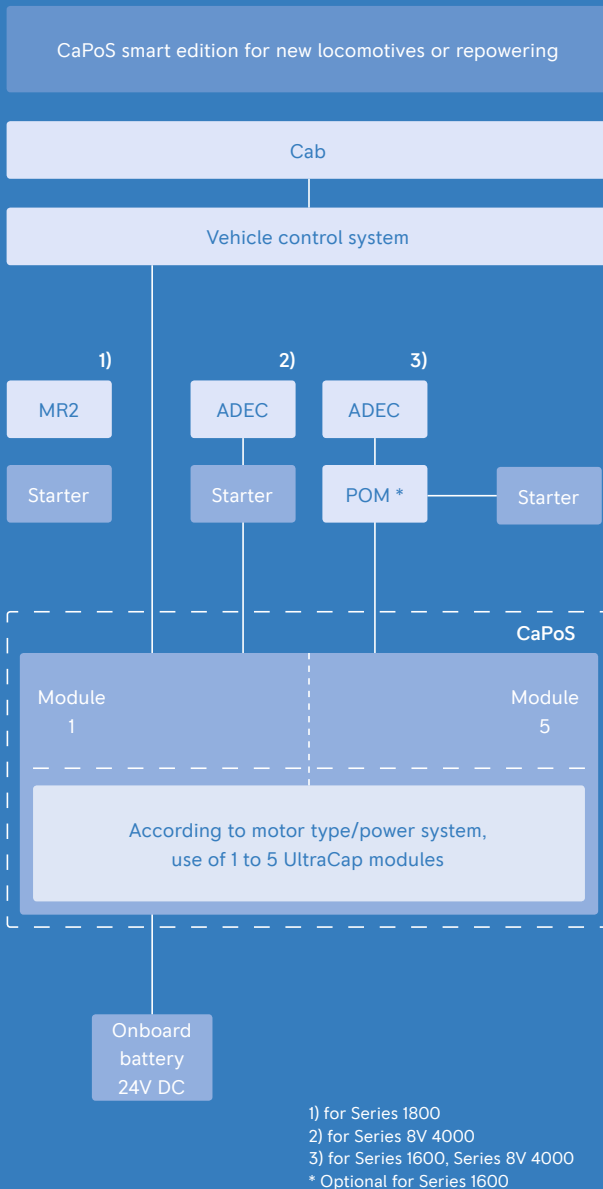 CaPoS smart edition for new locomotives or repowering
Cab
Vehicle control system
1)
2)
3)
MR2
ADEC
ADEC
Starter
Starter
POM *
Starter
CaPoS
Module
1
Module
5
According to motor type/power system,
use of 1 to 5 UltraCap modules
Onboard
battery
24V DC
1) for Series 1800
2) for Series 8V 4000
3) for Series 1600, Series 8V 4000
* Optional for Series 1600